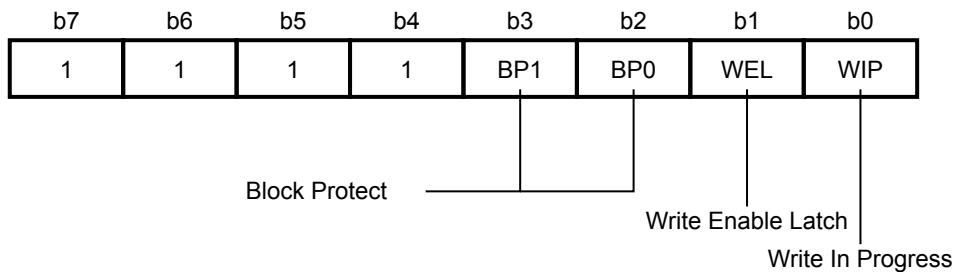 b7 b6 b5 b4 b3 b2 b1 b0
1 1 1 1 BP1 BP0 WEL WIP
Block Protect
Write Enable Latch
Write In Progress